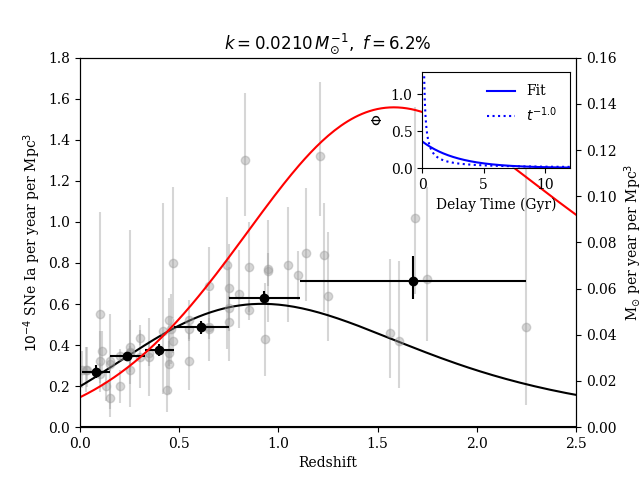 k = 0.0210 M⊙⁻¹, f = 6.2%
1.8
1.6
1.4
1.2
1.0
0.8
0.6
0.4
0.2
0.0
10⁻⁴ SNe Ia per year per Mpc³
0.0 0.5 1.0 1.5 2.0 2.5
Redshift
0.16
0.14
0.12
0.10
0.08
0.06
0.04
0.02
0.00
M⊙ per year per Mpc³
1.0
0.5
0.0
0 5 10
Delay Time (Gyr)
Fit
t⁻¹·⁰